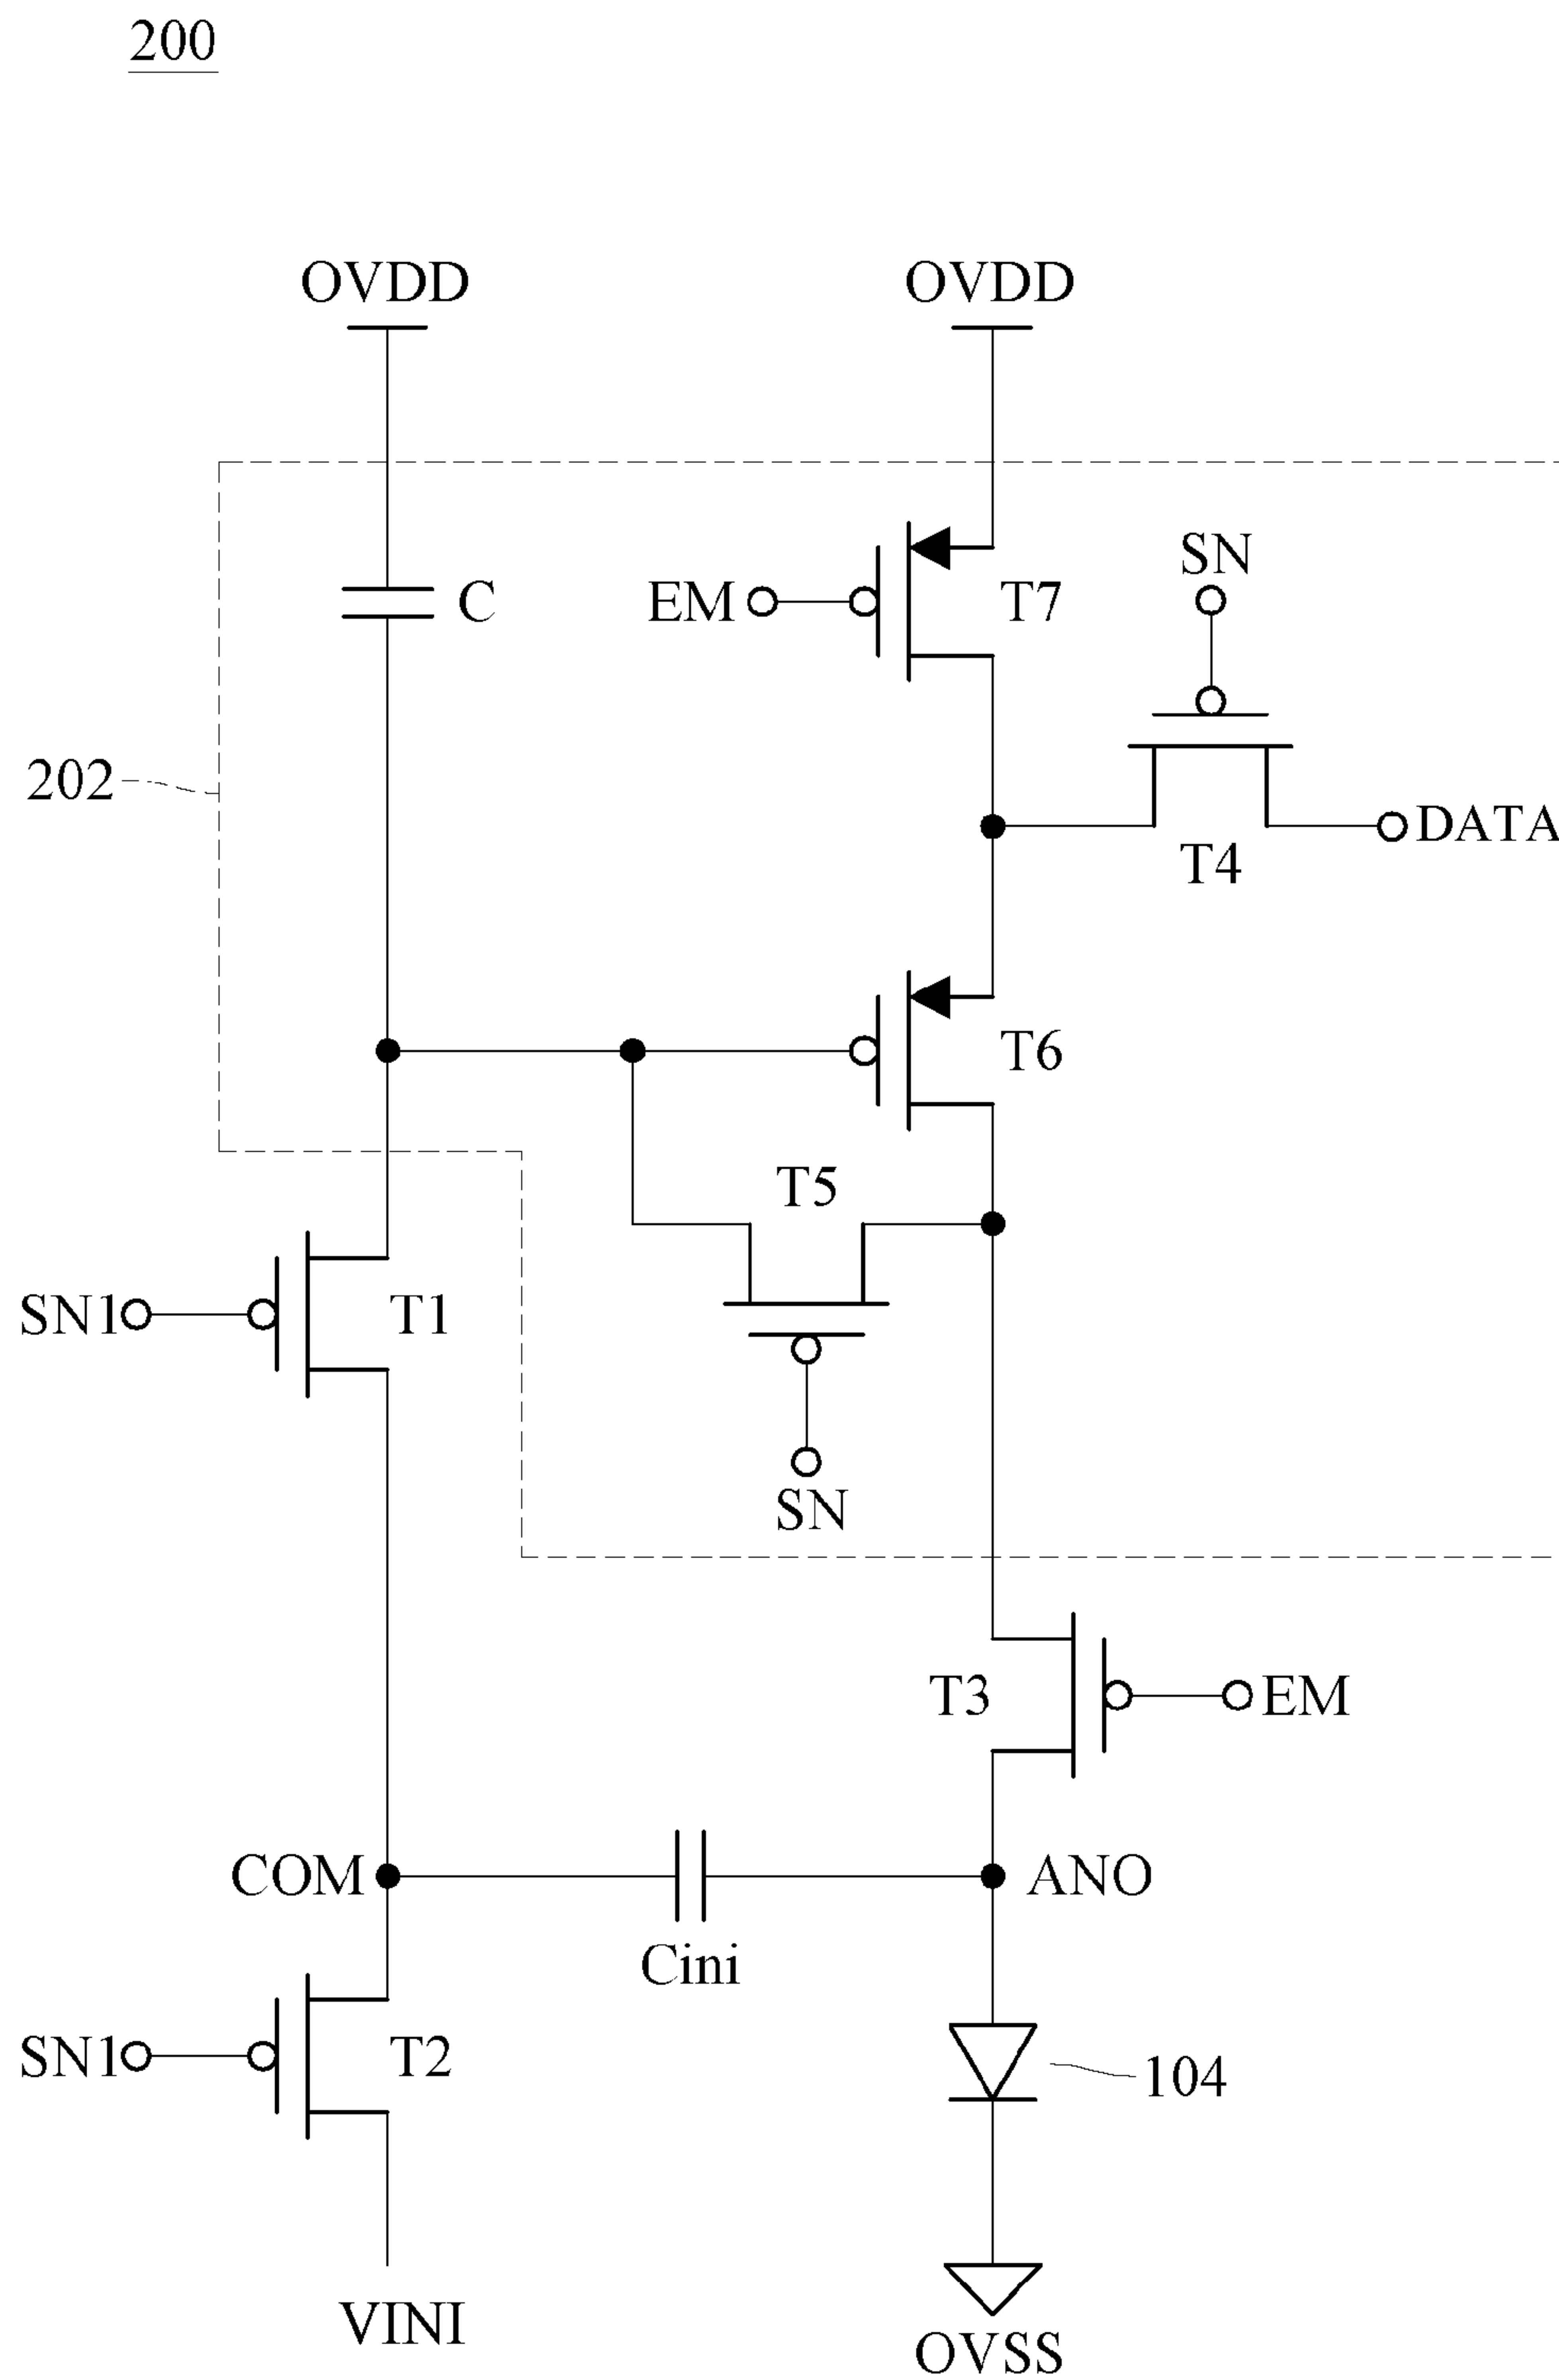 200
OVDD OVDD
SN
C EM T7
202
DATA
T4
T6
T5
SN1 T1
SN
T3 EM
COM ANO
Cini
SN1 T2 104
VINI
OVSS